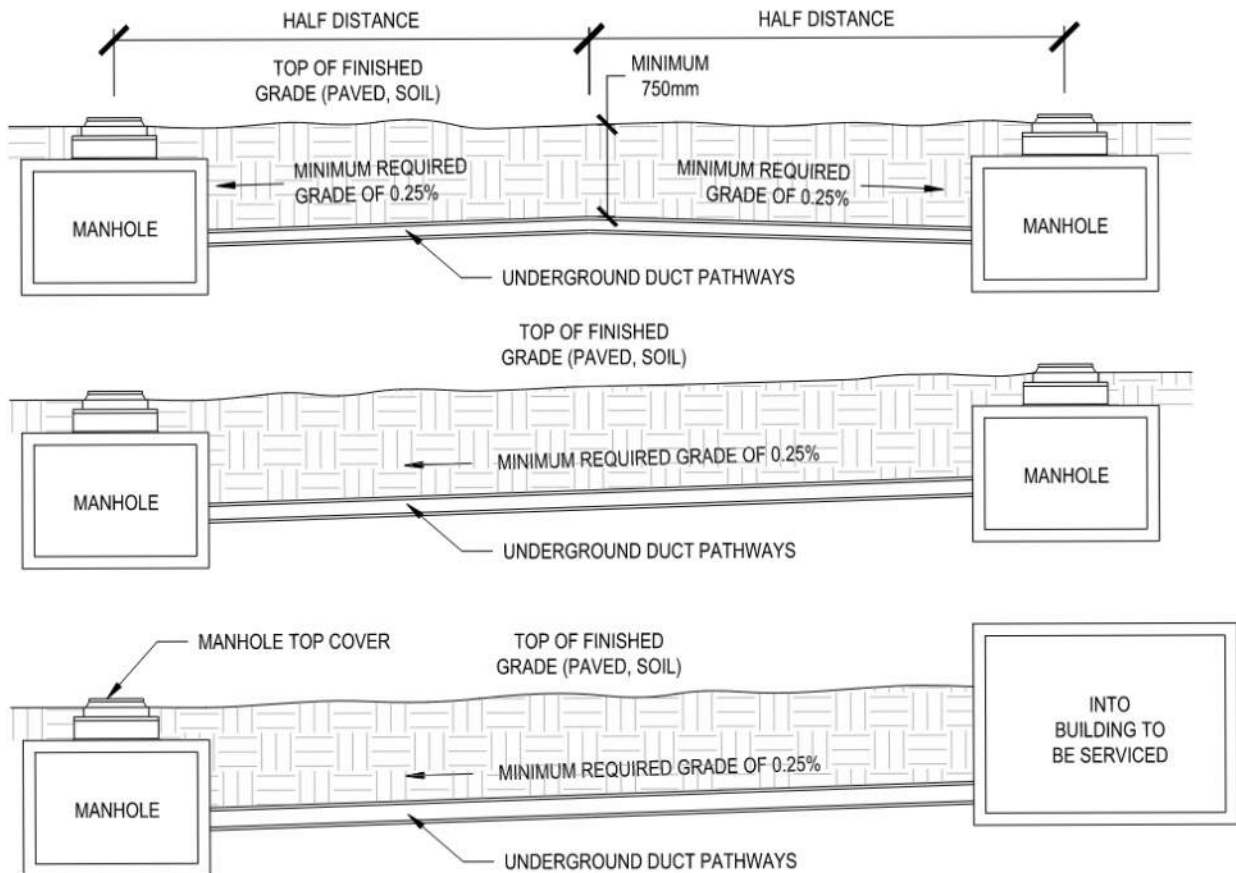 HALF DISTANCE
HALF DISTANCE
TOP OF FINISHED
GRADE (PAVED, SOIL)
MINIMUM
750mm
MINIMUM REQUIRED
GRADE OF 0.25%
MINIMUM REQUIRED
GRADE OF 0.25%
MANHOLE
MANHOLE
UNDERGROUND DUCT PATHWAYS
TOP OF FINISHED
GRADE (PAVED, SOIL)
MINIMUM REQUIRED GRADE OF 0.25%
MANHOLE
MANHOLE
UNDERGROUND DUCT PATHWAYS
MANHOLE TOP COVER
TOP OF FINISHED
GRADE (PAVED, SOIL)
INTO
BUILDING TO
BE SERVICED
MINIMUM REQUIRED GRADE OF 0.25%
MANHOLE
UNDERGROUND DUCT PATHWAYS